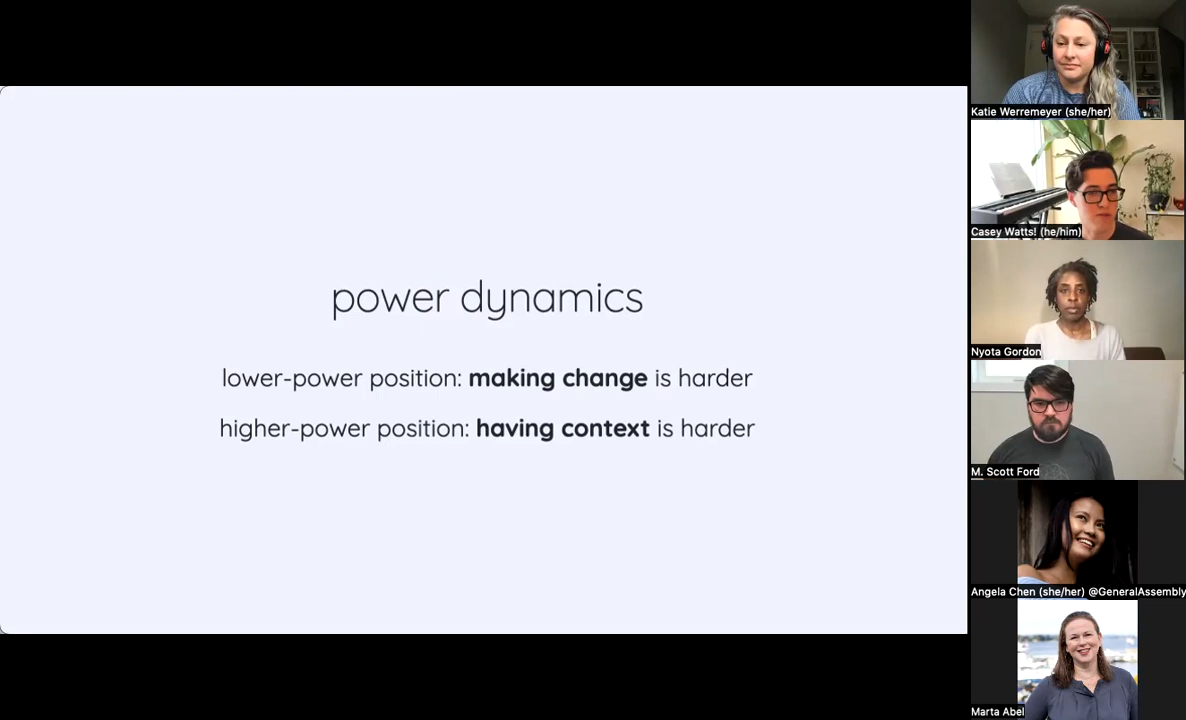 power dynamics
lower-power position: making change is harder
higher-power position: having context is harder
Katie Werremeyer (she/her)
Casey Watts! (he/him)
Nyota Gordon
M. Scott Ford
Angela Chen (she/her) @GeneralAssembly
Marta Abel